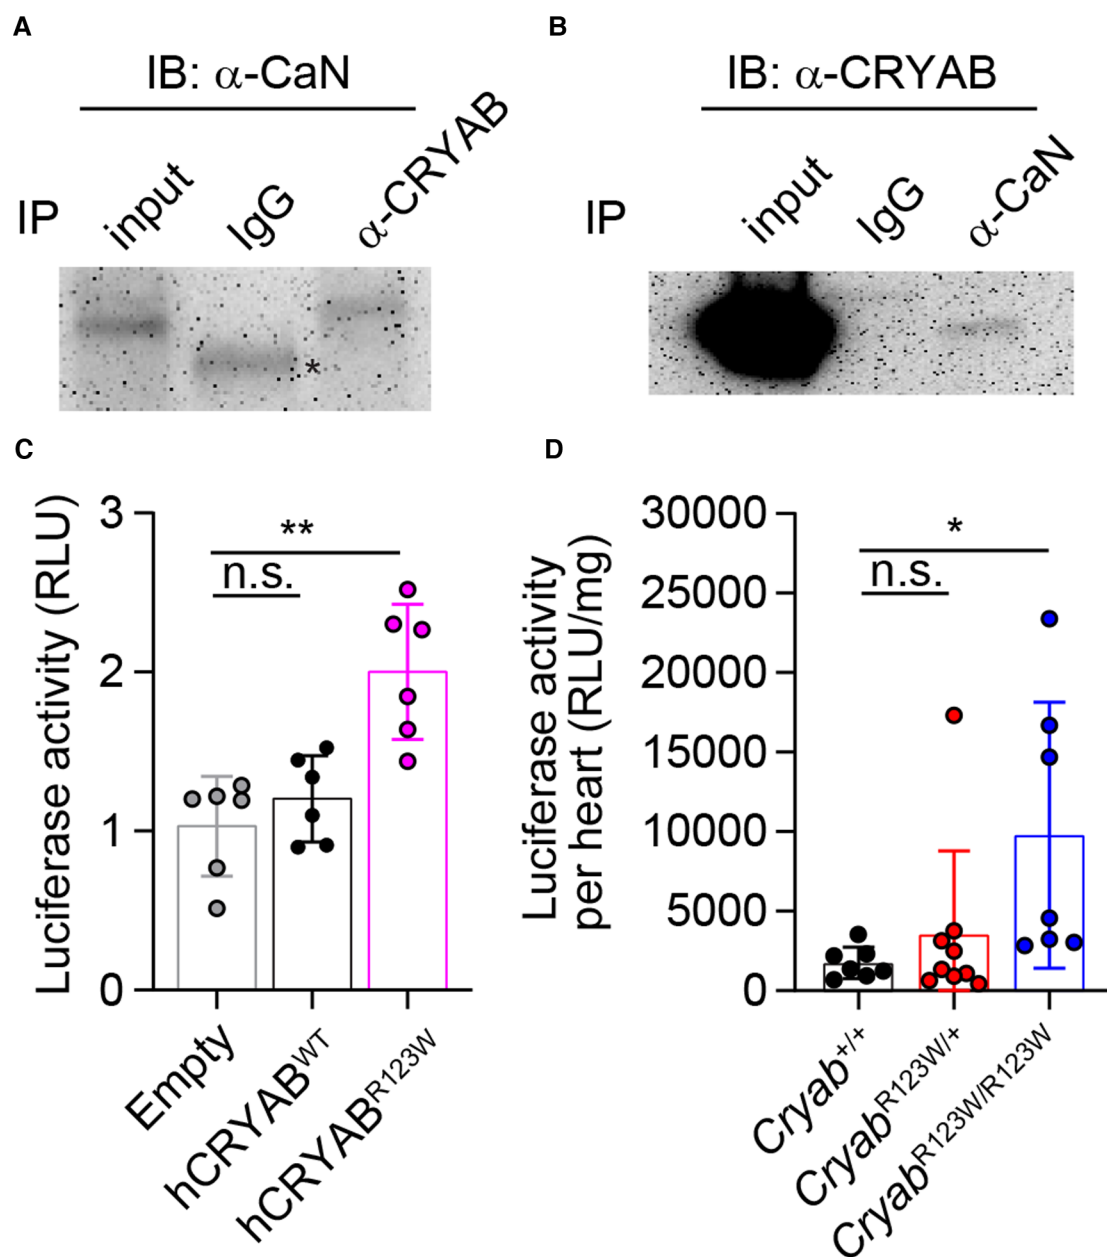 A
IB: α-CaN
IP
input
IgG
α-CRYAB
*
B
IB: α-CRYAB
IP
input
IgG
α-CaN
C
Luciferase activity (RLU)
3
2
1
0
**
n.s.
Empty
hCRYABᵂᵀ
hCRYABᴿ¹²³ᵂ
D
Luciferase activity
per heart (RLU/mg)
30000
25000
20000
15000
10000
5000
0
*
n.s.
Cryab⁺/⁺
Cryabᴿ¹²³ᵂ/⁺
Cryabᴿ¹²³ᵂ/ᴿ¹²³ᵂ